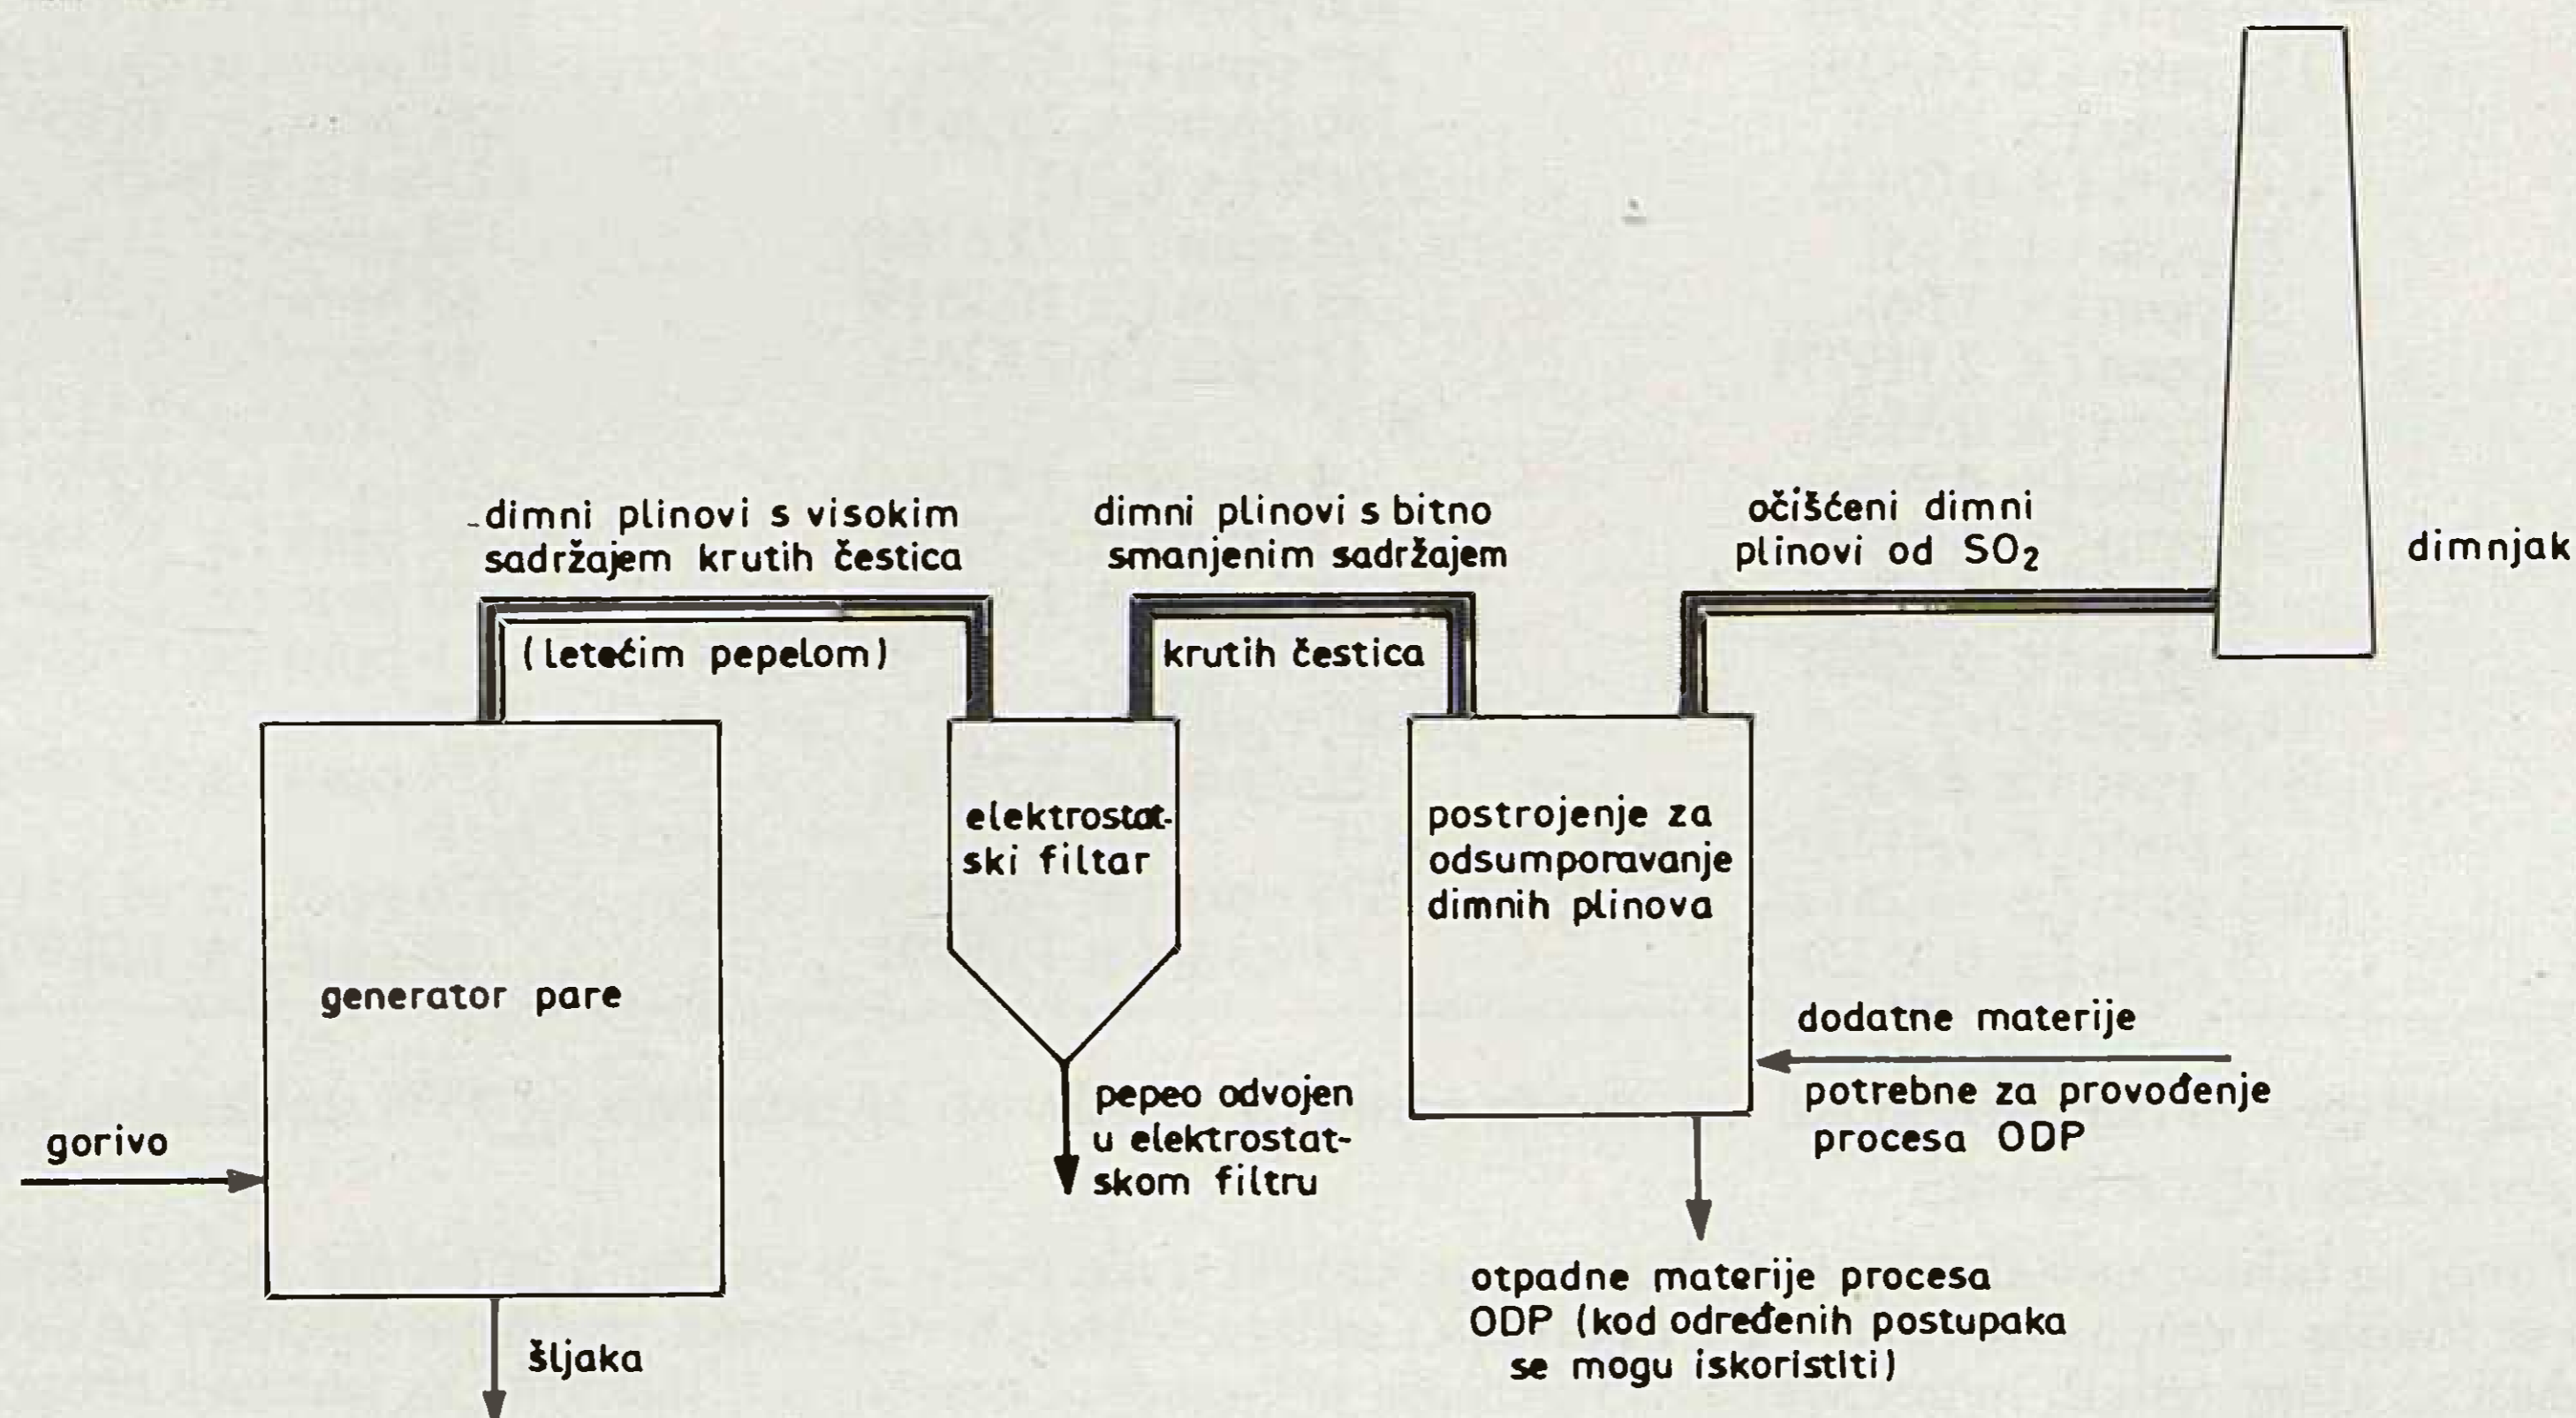 dimni plinovi s visokim
sadržajem krutih čestica
(letećim pepelom)
dimni plinovi s bitno
smanjenim sadržajem
krutih čestica
očišćeni dimni
plinovi od SO₂
dimnjak
generator pare
elektrostat-
ski filtar
postrojenje za
odsumporavanje
dimnih plinova
gorivo
šljaka
pepeo odvojen
u elektrostat-
skom filtru
dodatne materije
potrebne za provođenje
procesa ODP
otpadne materije procesa
ODP (kod određenih postupaka
se mogu iskoristiti)